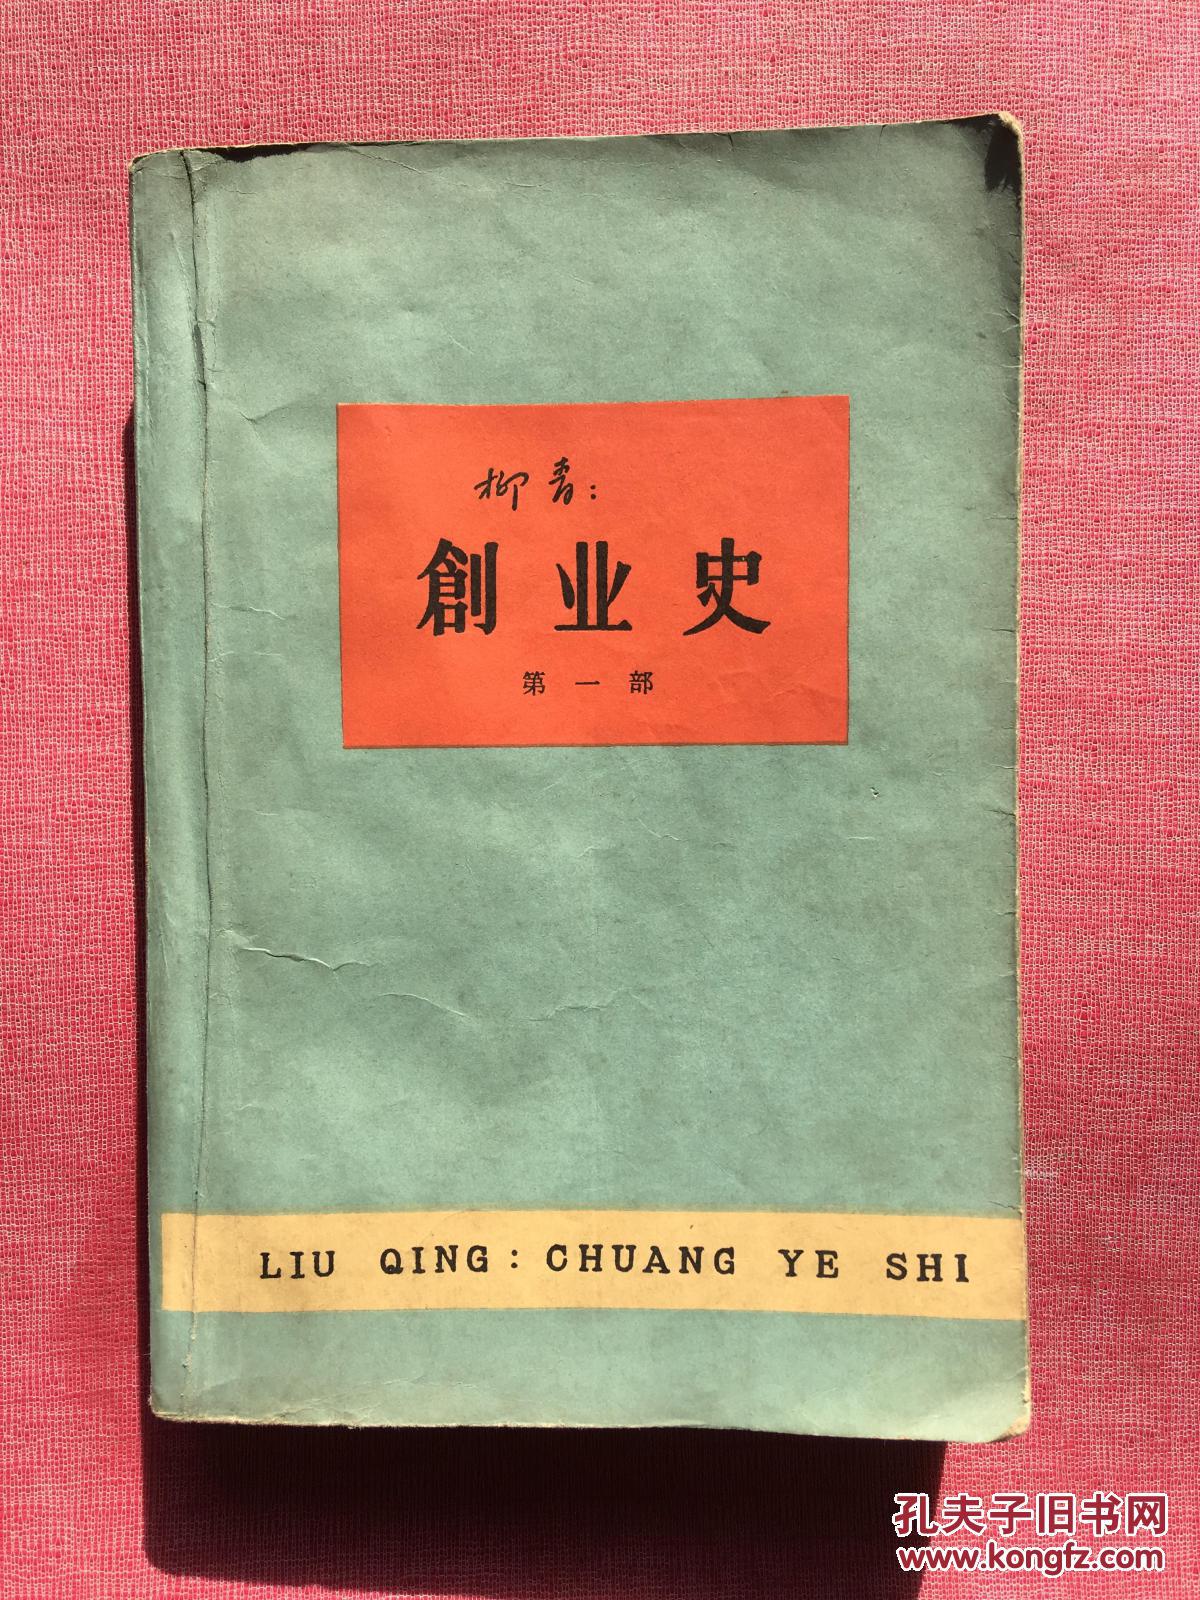 柳青：
創业史
第一部
LIU QING: CHUANG YE SHI
孔夫子旧书网
www.kongfz.com